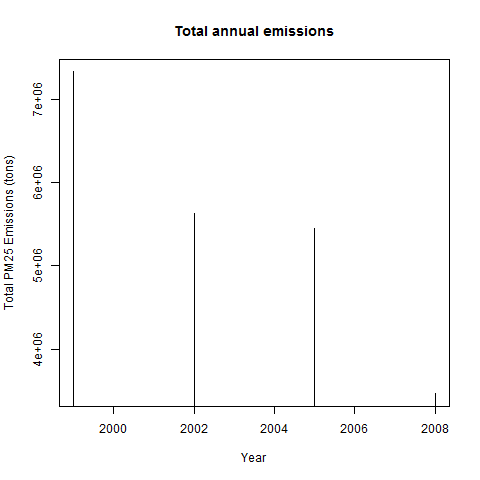 Total annual emissions
Total PM25 Emissions (tons)
7e+06
6e+06
5e+06
4e+06
2000 2002 2004 2006 2008
Year